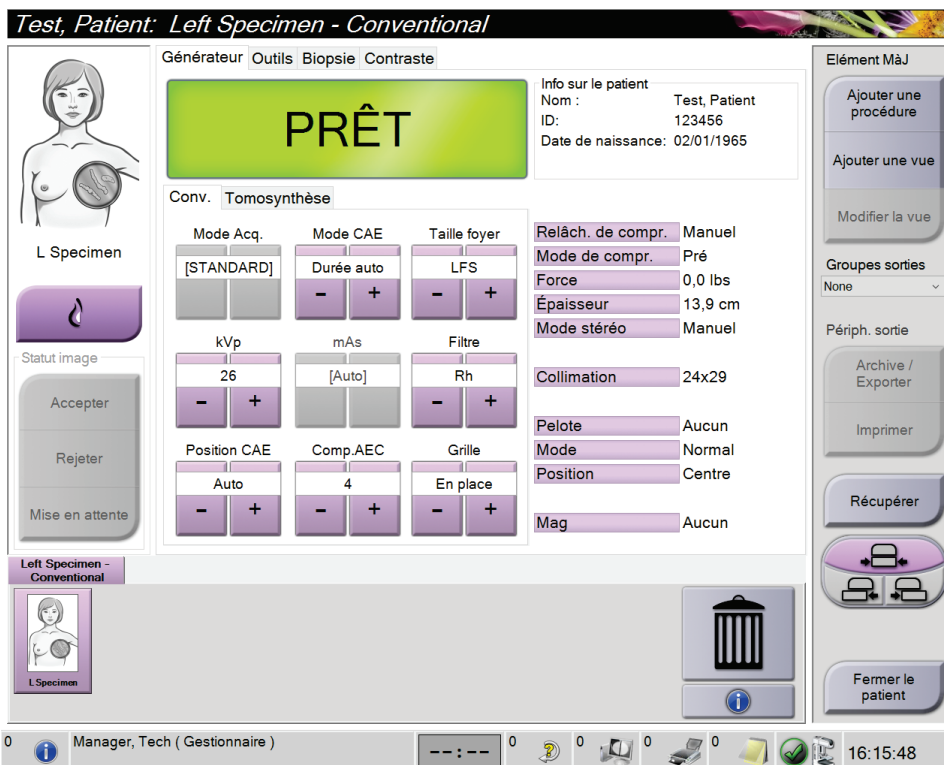 Test, Patient: Left Specimen - Conventional
Générateur Outils Biopsie Contraste
PRÊT
Info sur le patient
Nom : Test, Patient
ID: 123456
Date de naissance: 02/01/1965
L Specimen
Statut image
Accepter
Rejeter
Mise en attente
Conv. Tomosynthèse
Mode Acq. Mode CAE Taille foyer
[STANDARD] Durée auto LFS
- + - +
kVp mAs Filtre
26 [Auto] Rh
- + - +
Position CAE Comp.AEC Grille
Auto 4 En place
- + - + - +
Relâch. de compr. Manuel
Mode de compr. Pré
Force 0,0 lbs
Épaisseur 13,9 cm
Mode stéréo Manuel
Collimation 24x29
Pelote Aucun
Mode Normal
Position Centre
Mag Aucun
Elément MàJ
Ajouter une
procédure
Ajouter une vue
Modifier la vue
Groupes sorties
None
Périph. sortie
Archive /
Exporter
Imprimer
Récupérer
Fermer le
patient
Left Specimen -
Conventional
L Specimen
0 Manager, Tech ( Gestionnaire ) --:-- 0 0 0 0 16:15:48